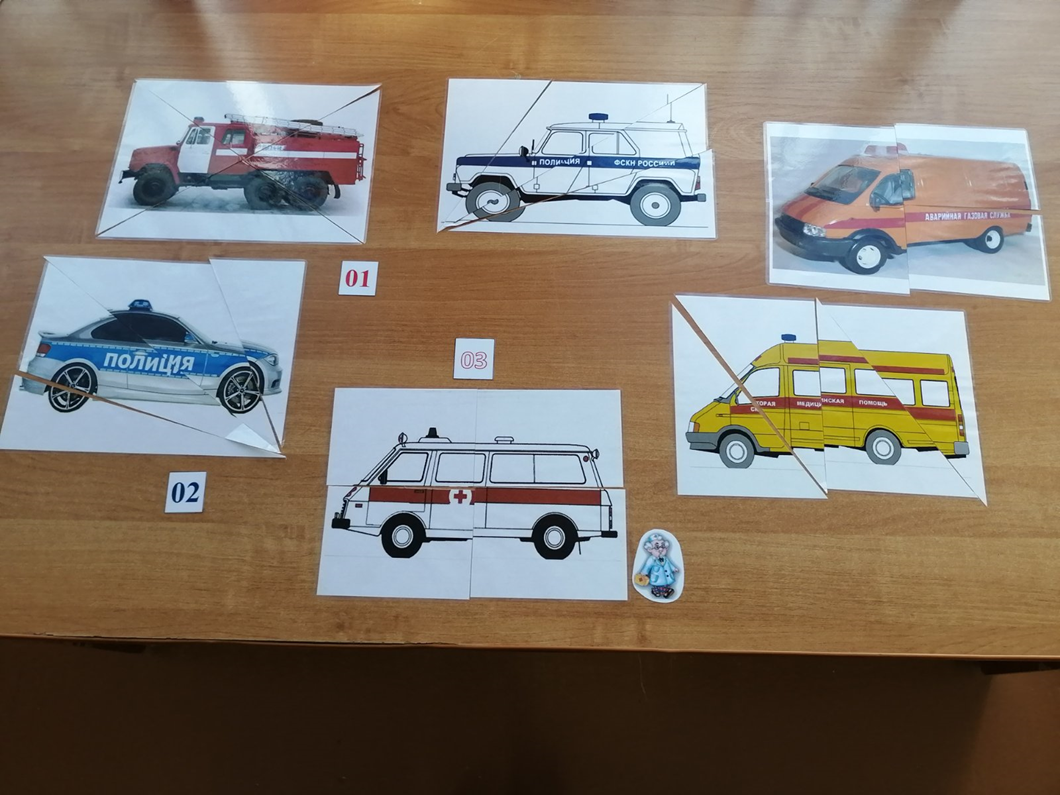 ПОЛИЦИЯ ФСКН РОССИИ
АВАРИЙНАЯ ГАЗОВАЯ СЛУЖБА
01
ПОЛИЦИЯ
03
МЕДИЦИНСКАЯ ПОМОЩЬ
02